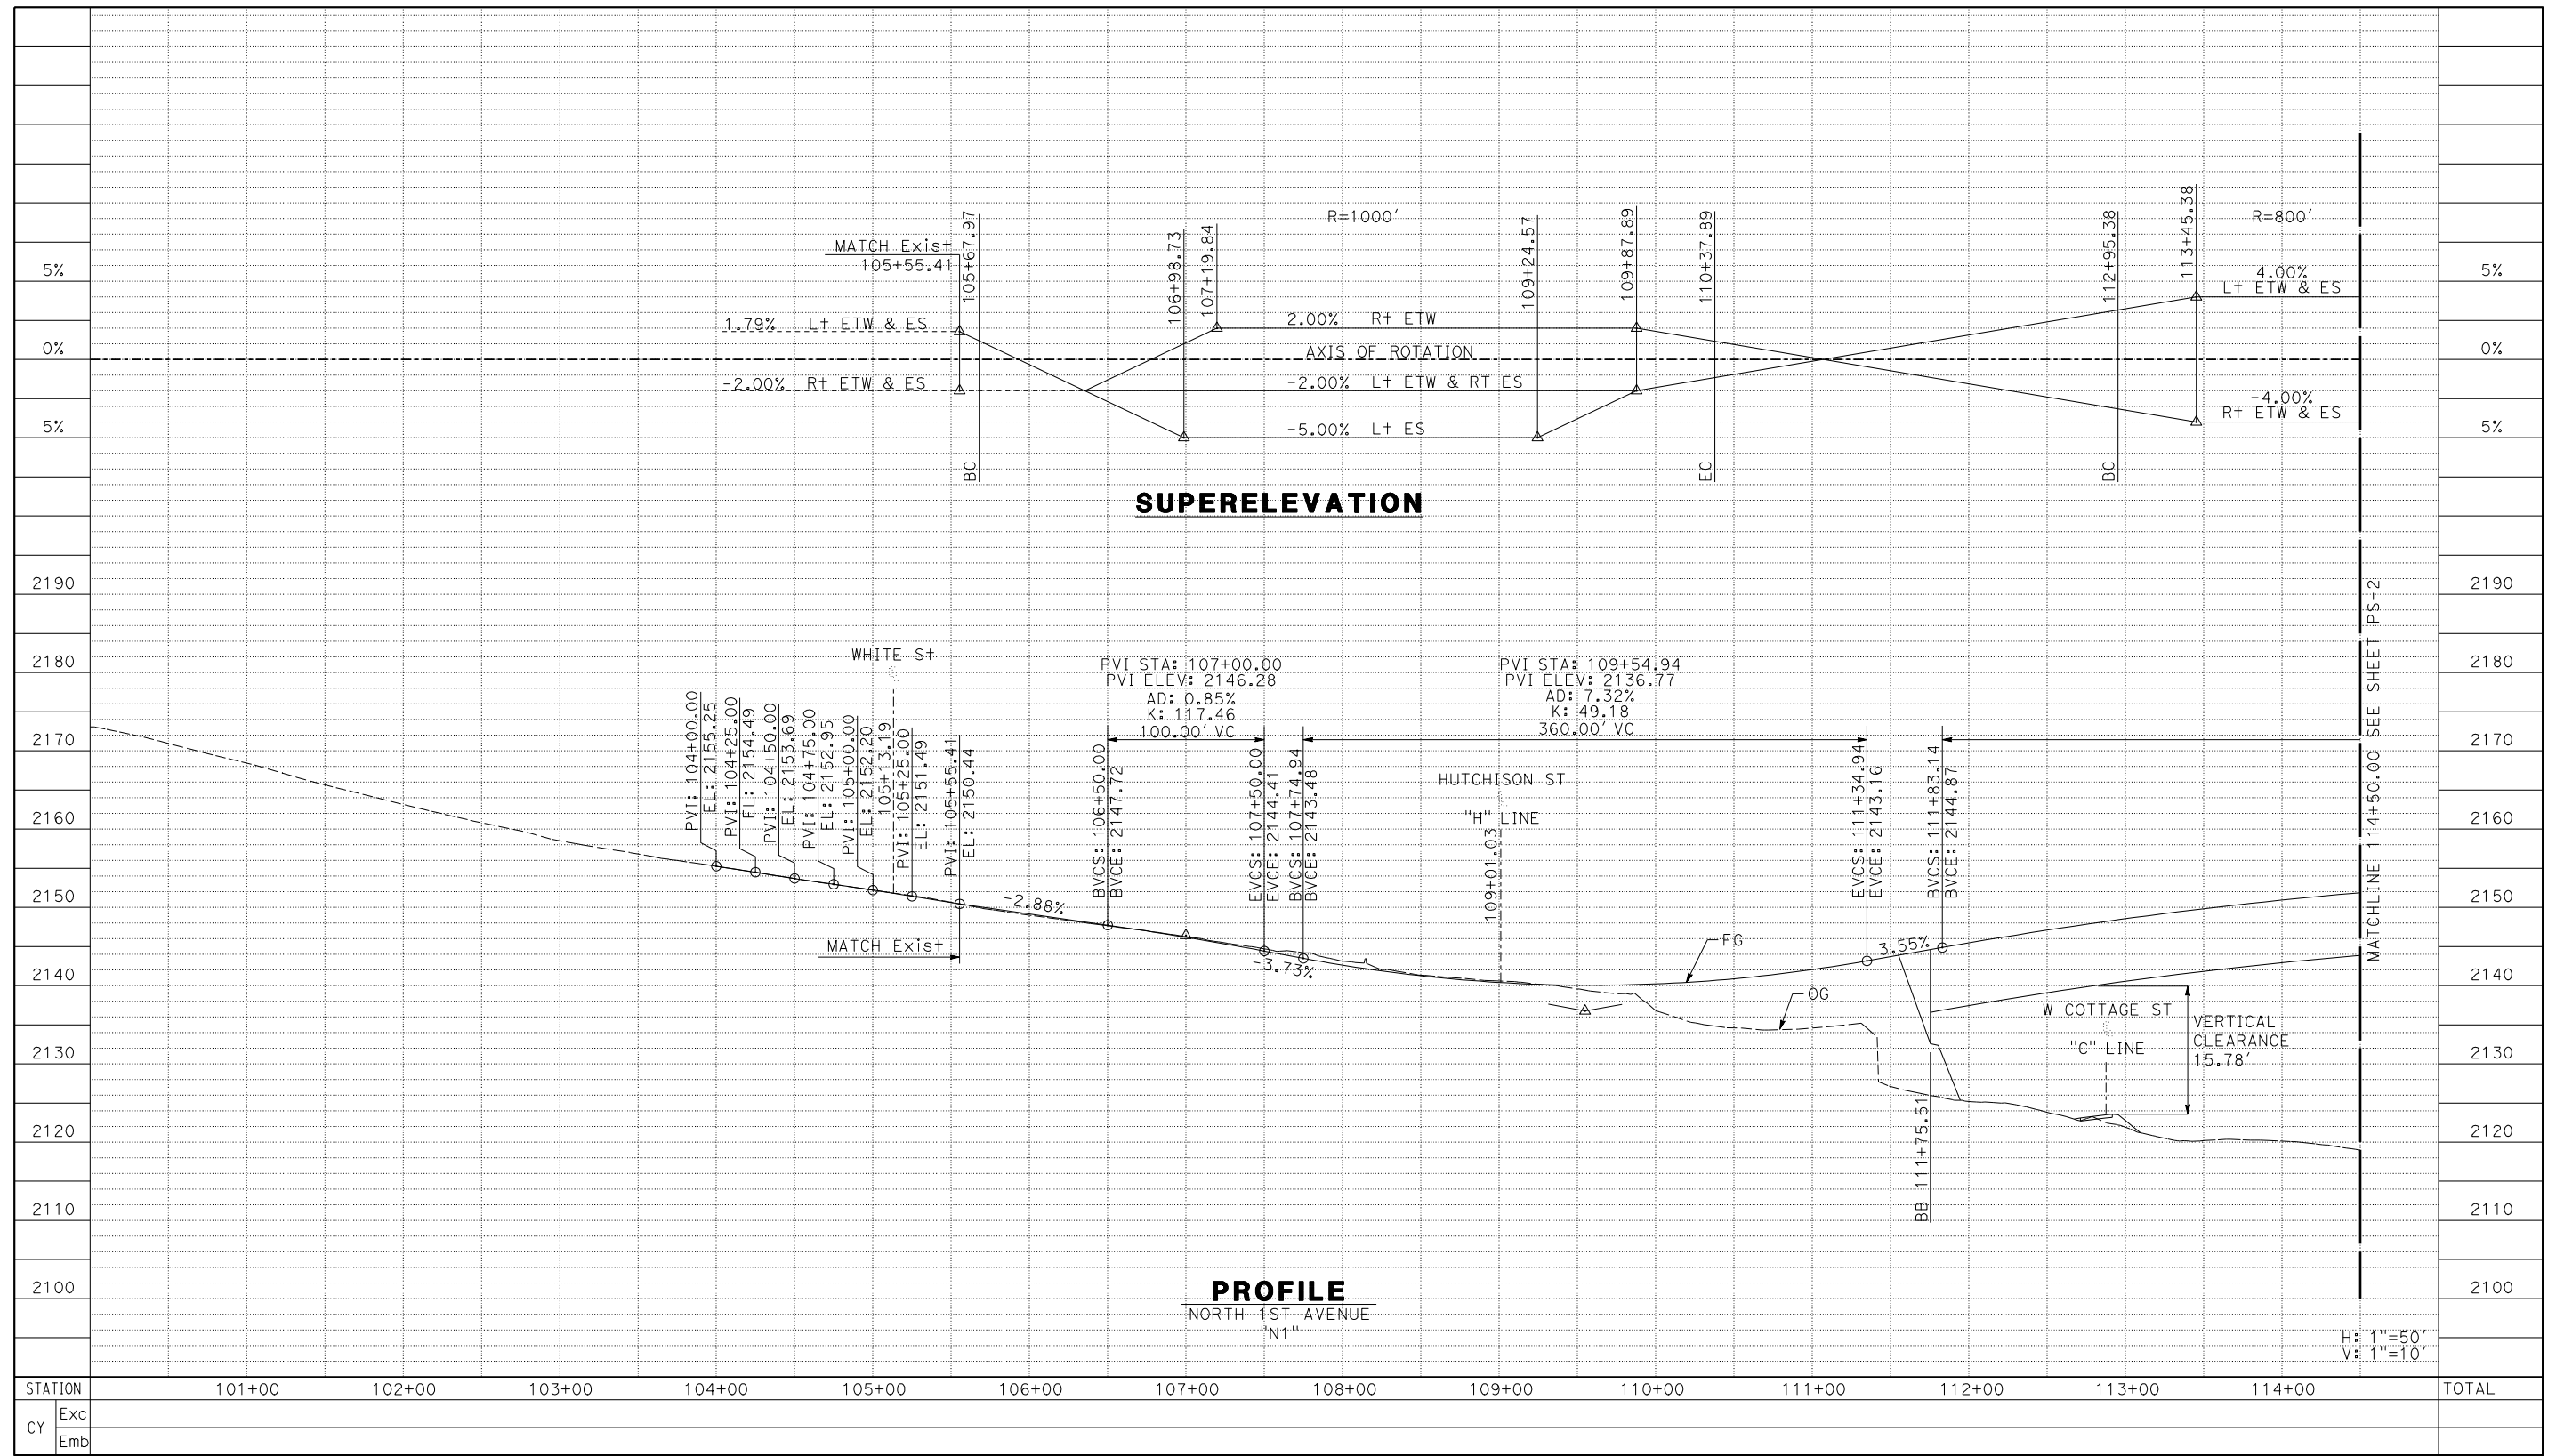 R=1000'
R=800'
MATCH Exist
105+55.41
105+67.97
106+98.73
107+19.84
109+24.57
109+87.89
110+37.89
112+95.38
113+45.38
5%
5%
4.00%
Lt ETW & ES
1.79% Lt ETW & ES
2.00% Rt ETW
0%
AXIS OF ROTATION
0%
-2.00% Rt ETW & ES
-2.00% Lt ETW & RT ES
-4.00%
Rt ETW & ES
5%
-5.00% Lt ES
5%
BC
EC
BC
SUPERELEVATION
2190
2190
2180
2180
2170
2170
2160
2160
2150
2150
2140
2140
2130
2130
2120
2120
2110
2110
2100
2100
WHITE St
℄
PVI: 104+00.00
EL: 2155.25
PVI: 104+25.00
EL: 2154.49
PVI: 104+50.00
EL: 2153.69
PVI: 104+75.00
EL: 2152.95
PVI: 105+00.00
EL: 2152.20
105+13.19
PVI: 105+25.00
EL: 2151.49
PVI: 105+55.41
EL: 2150.44
MATCH Exist
-2.88%
PVI STA: 107+00.00
PVI ELEV: 2146.28
AD: 0.85%
K: 117.46
100.00' VC
BVCS: 106+50.00
BVCE: 2147.72
EVCS: 107+50.00
EVCE: 2144.41
-3.73%
PVI STA: 109+54.94
PVI ELEV: 2136.77
AD: 7.32%
K: 49.18
360.00' VC
BVCS: 107+74.94
BVCE: 2143.48
HUTCHISON ST
"H" LINE
109+01.03
EVCS: 111+34.94
EVCE: 2143.16
BVCS: 111+83.14
BVCE: 2144.87
3.55%
FG
OG
W COTTAGE ST
℄
"C" LINE
VERTICAL
CLEARANCE
15.78'
BB 111+75.51
MATCHLINE 114+50.00 SEE SHEET PS-2
PROFILE
NORTH 1ST AVENUE
"N1"
H: 1"=50'
V: 1"=10'
STATION 101+00 102+00 103+00 104+00 105+00 106+00 107+00 108+00 109+00 110+00 111+00 112+00 113+00 114+00 TOTAL
CY
Exc
Emb